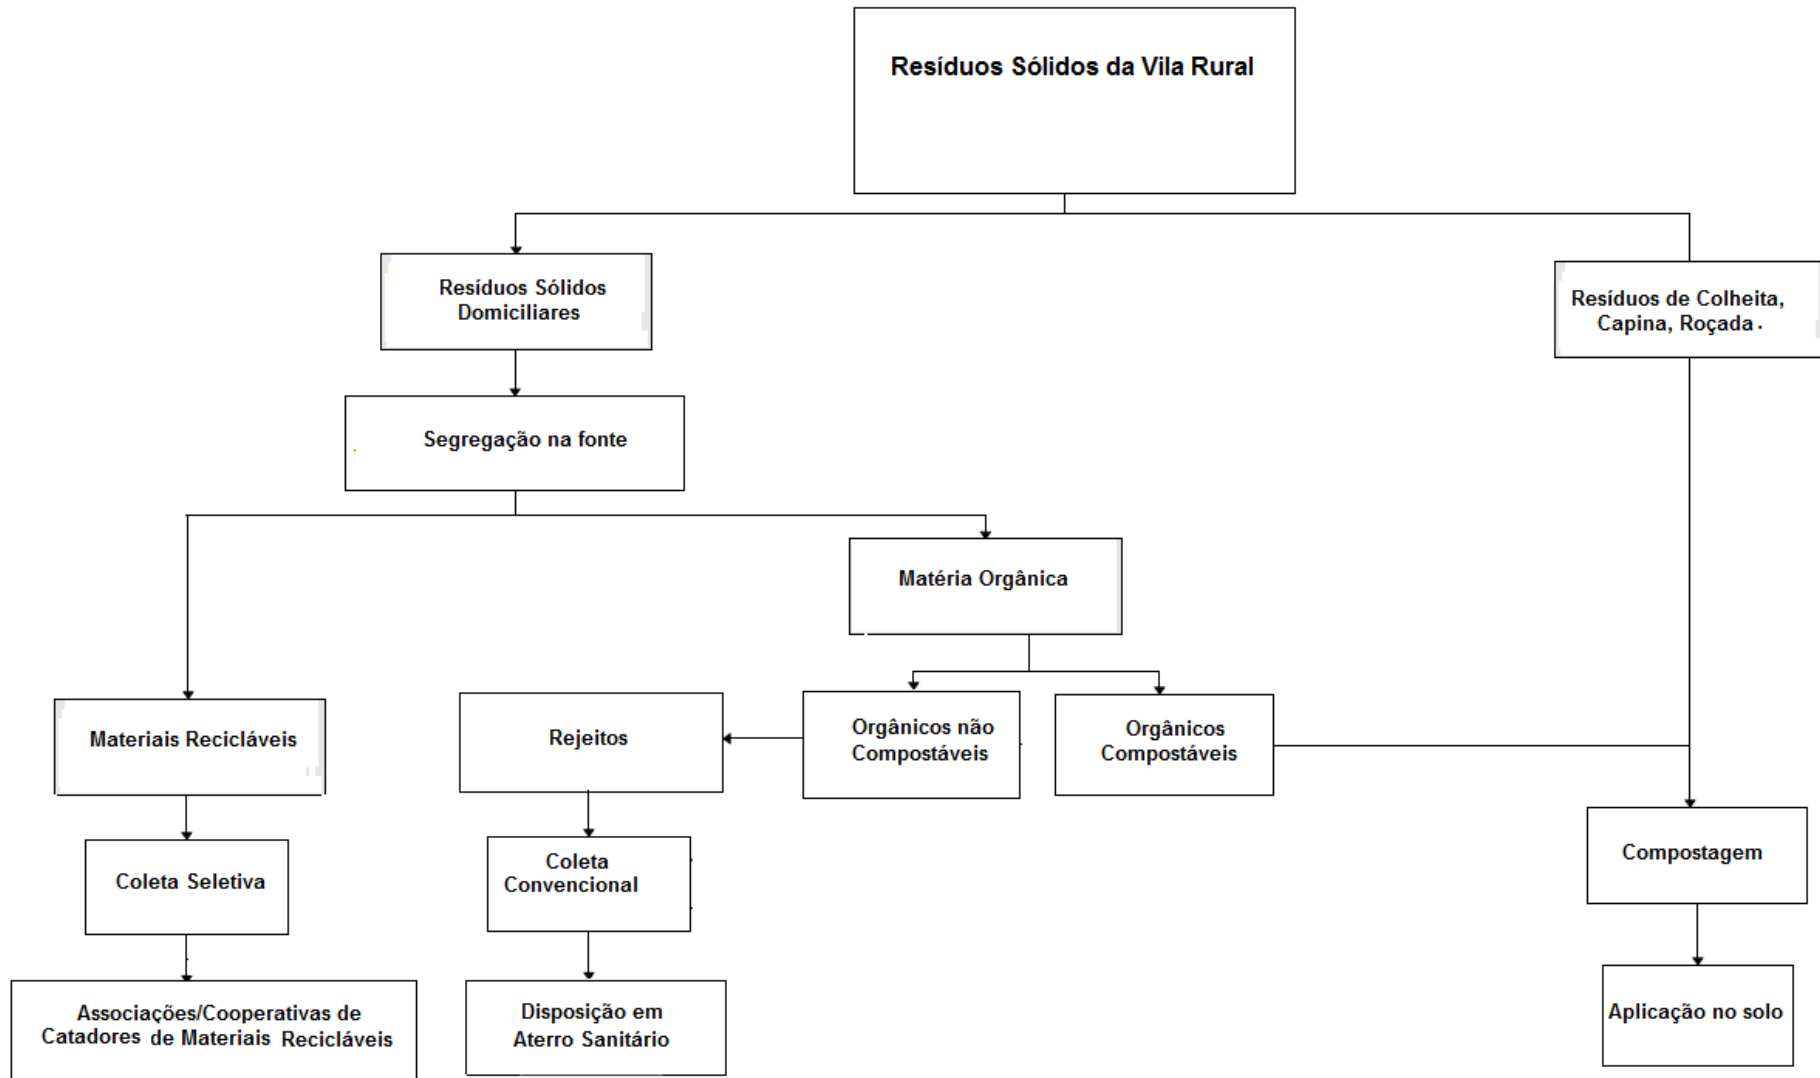 Resíduos Sólidos da Vila Rural
Resíduos Sólidos
Domiciliares
Resíduos de Colheita,
Capina, Roçada .
Segregação na fonte
Matéria Orgânica
Materiais Recicláveis
Rejeitos
Orgânicos não
Compostáveis
Orgânicos
Compostáveis
Coleta Seletiva
Coleta
Convencional
Compostagem
Associações/Cooperativas de
Catadores de Materiais Recicláveis
Disposição em
Aterro Sanitário
Aplicação no solo